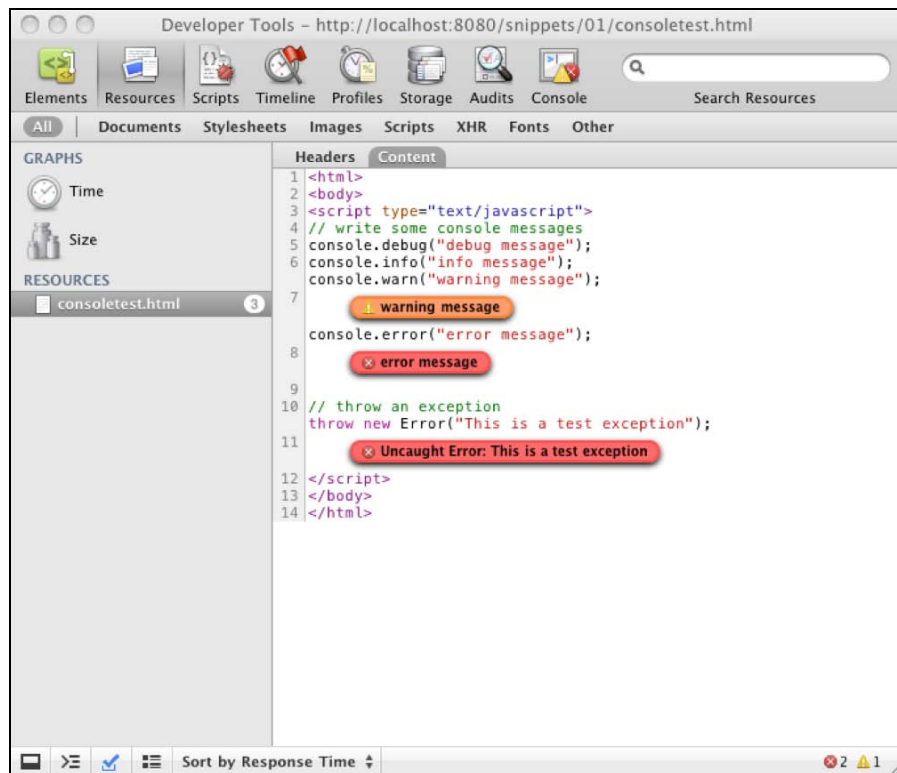 Developer Tools – http://localhost:8080/snippets/01/consoletest.html
Elements Resources Scripts Timeline Profiles Storage Audits Console Search Resources
All Documents Stylesheets Images Scripts XHR Fonts Other
GRAPHS
Time
Size
RESOURCES
consoletest.html 3
Headers Content
1 <html>
2 <body>
3 <script type="text/javascript">
4 // write some console messages
5 console.debug("debug message");
6 console.info("info message");
console.warn("warning message");
7
warning message
console.error("error message");
8
error message
9
10 // throw an exception
throw new Error("This is a test exception");
11
Uncaught Error: This is a test exception
12 </script>
13 </body>
14 </html>
Sort by Response Time 2 1